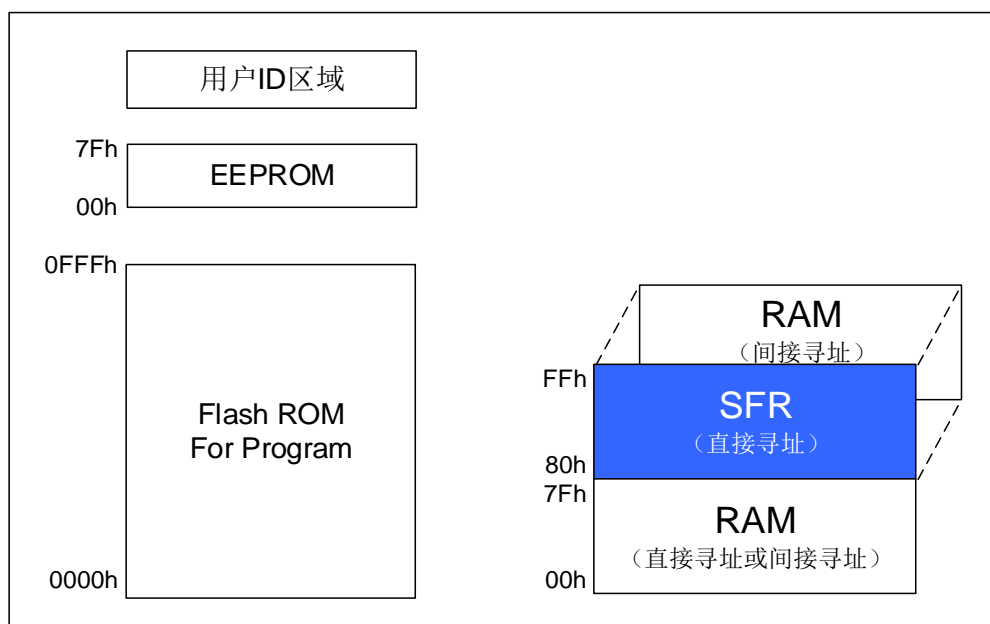 用户ID区域
7Fh
EEPROM
00h
0FFFh
Flash ROM
For Program
0000h
RAM
（间接寻址）
FFh
SFR
（直接寻址）
80h
7Fh
RAM
（直接寻址或间接寻址）
00h